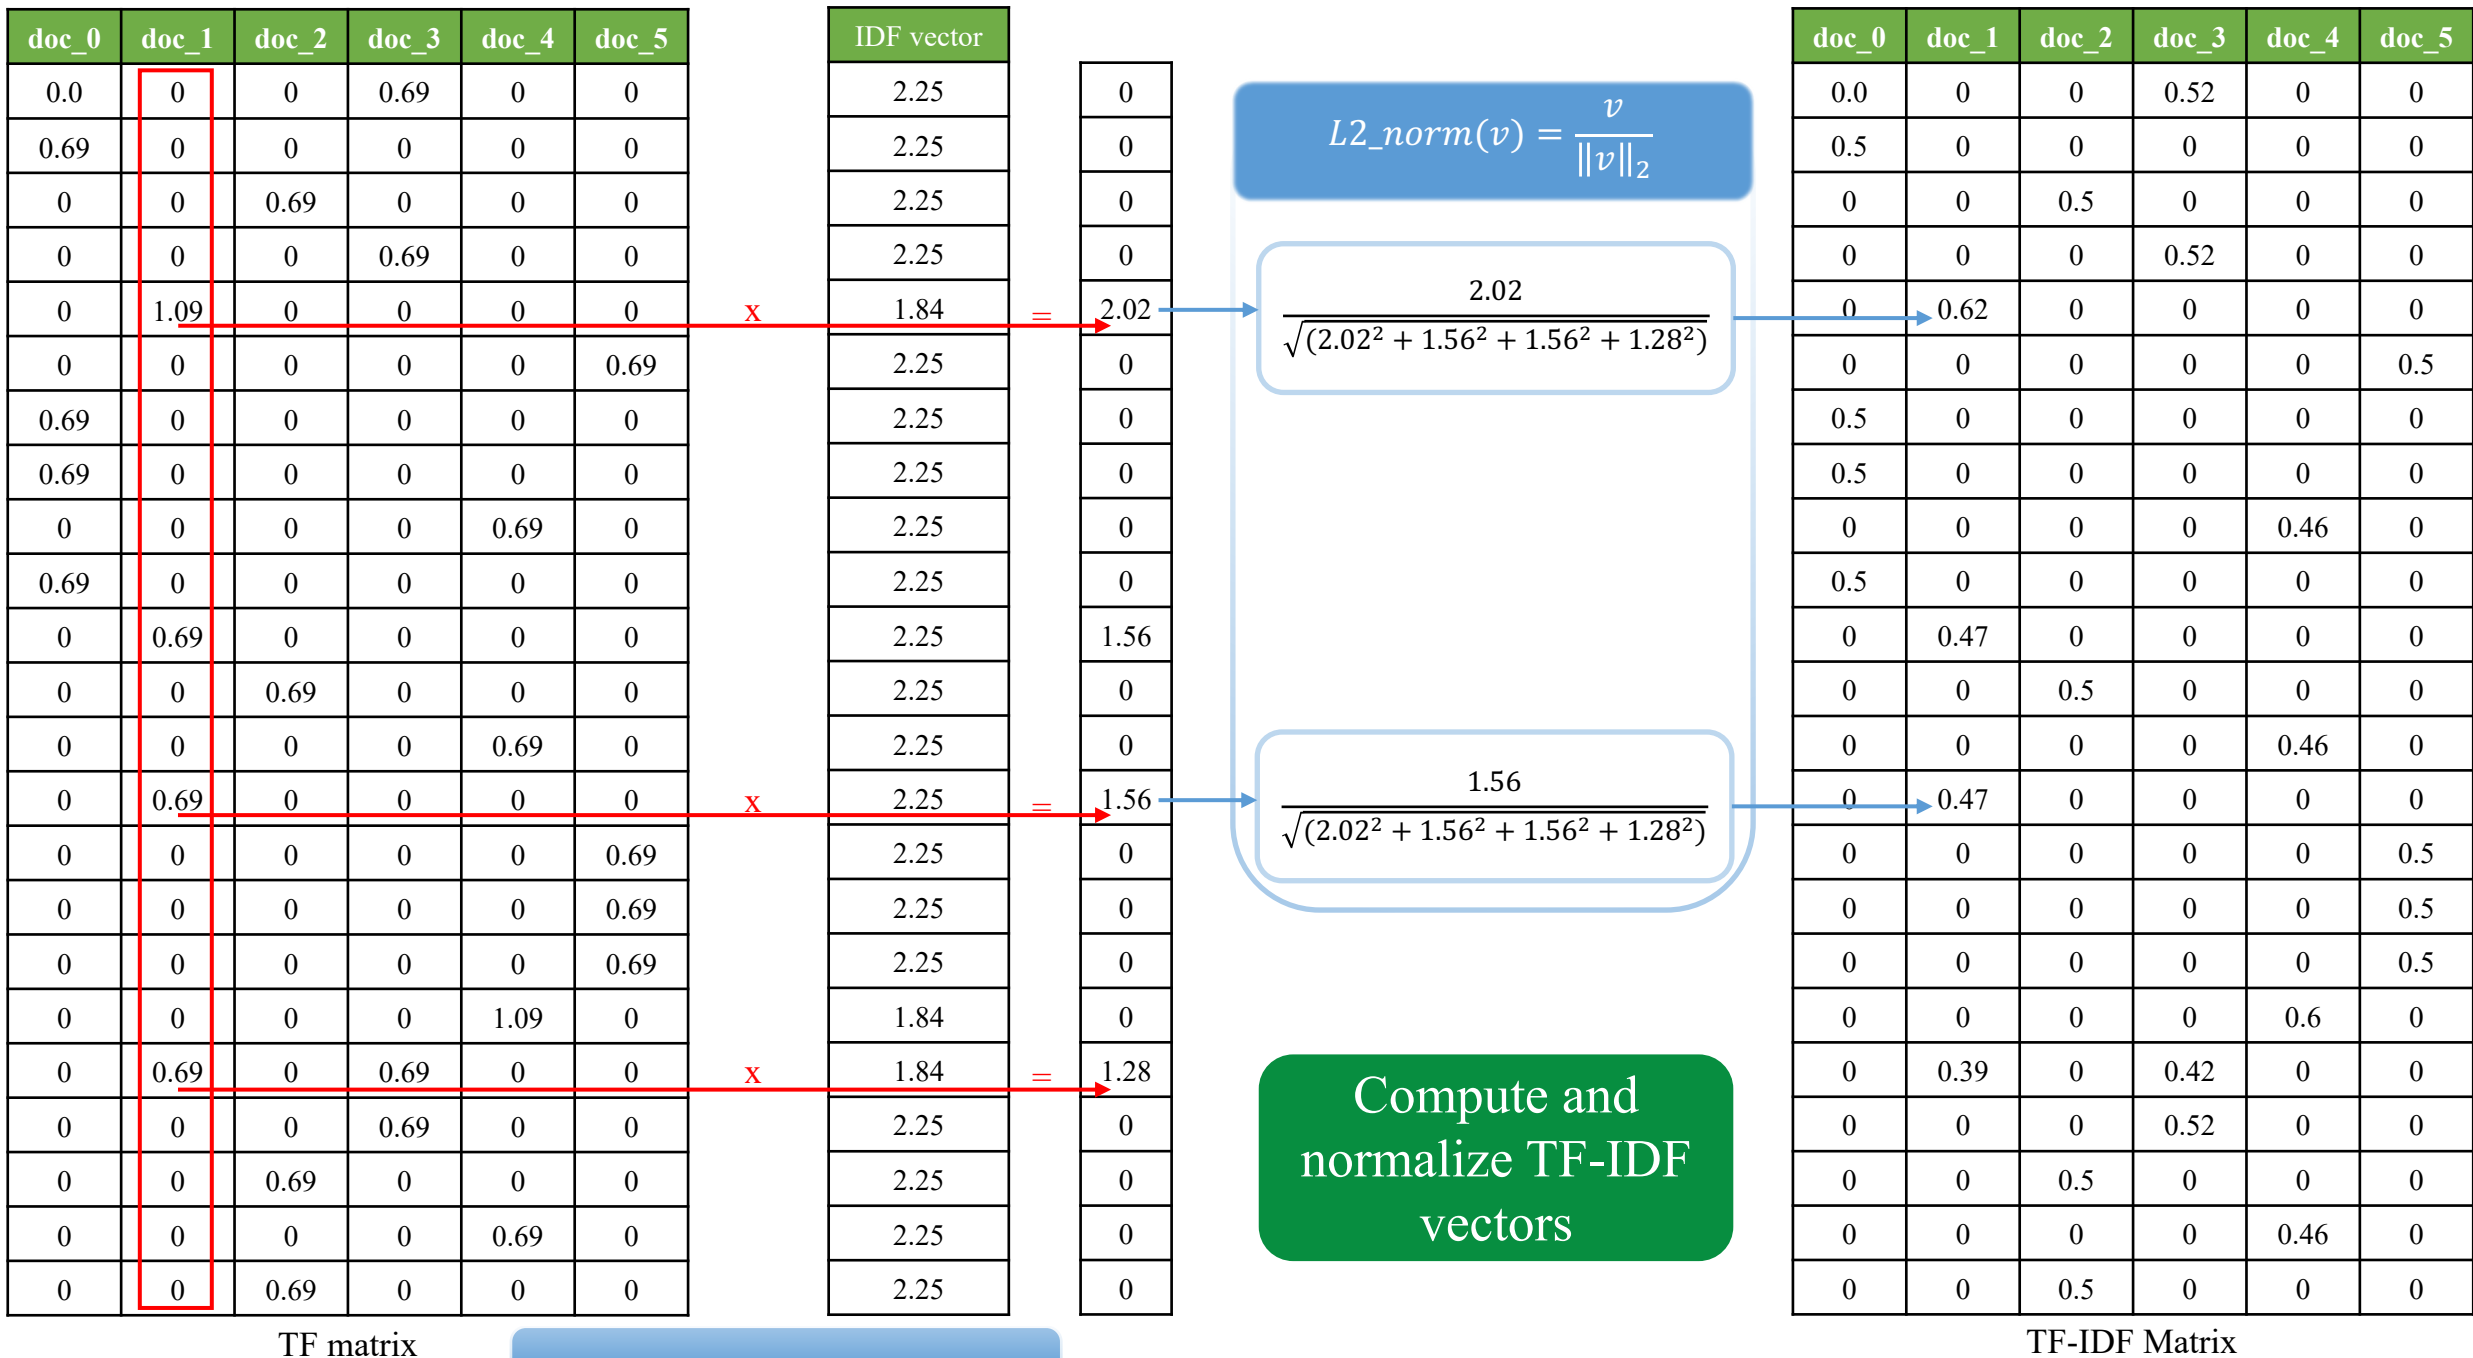 doc_0 doc_1 doc_2 doc_3 doc_4 doc_5 IDF vector doc_0 doc_1 doc_2 doc_3 doc_4 doc_5
0.0 0 0 0.69 0 0 2.25 0 0.0 0 0 0.52 0 0
0.69 0 0 0 0 0 2.25 0 0.5 0 0 0 0 0
0 0 0.69 0 0 0 2.25 0 0 0 0.5 0 0 0
0 0 0 0.69 0 0 2.25 0 0 0 0 0.52 0 0
0 1.09 0 0 0 0 x 1.84 = 2.02 0 0.62 0 0 0 0
0 0 0 0 0 0.69 2.25 0 0 0 0 0 0 0.5
0.69 0 0 0 0 0 2.25 0 0.5 0 0 0 0 0
0.69 0 0 0 0 0 2.25 0 0.5 0 0 0 0 0
0 0 0 0 0.69 0 2.25 0 0 0 0 0 0.46 0
0.69 0 0 0 0 0 2.25 0 0.5 0 0 0 0 0
0 0.69 0 0 0 0 2.25 1.56 0 0.47 0 0 0 0
0 0 0.69 0 0 0 2.25 0 0 0 0.5 0 0 0
0 0 0 0 0.69 0 2.25 0 0 0 0 0 0.46 0
0 0.69 0 0 0 0 x 2.25 = 1.56 0 0.47 0 0 0 0
0 0 0 0 0 0.69 2.25 0 0 0 0 0 0 0.5
0 0 0 0 0 0.69 2.25 0 0 0 0 0 0 0.5
0 0 0 0 0 0.69 2.25 0 0 0 0 0 0 0.5
0 0 0 0 1.09 0 1.84 0 0 0 0 0 0.6 0
0 0.69 0 0.69 0 0 x 1.84 = 1.28 0 0.39 0 0.42 0 0
0 0 0 0.69 0 0 2.25 0 0 0 0 0.52 0 0
0 0 0.69 0 0 0 2.25 0 0 0 0.5 0 0 0
0 0 0 0 0.69 0 2.25 0 0 0 0 0 0.46 0
0 0 0.69 0 0 0 2.25 0 0 0 0.5 0 0 0
L2_norm(v) = v / ‖v‖₂
2.02
√(2.02² + 1.56² + 1.56² + 1.28²)
1.56
√(2.02² + 1.56² + 1.56² + 1.28²)
Compute and
normalize TF-IDF
vectors
TF matrix
TF-IDF Matrix